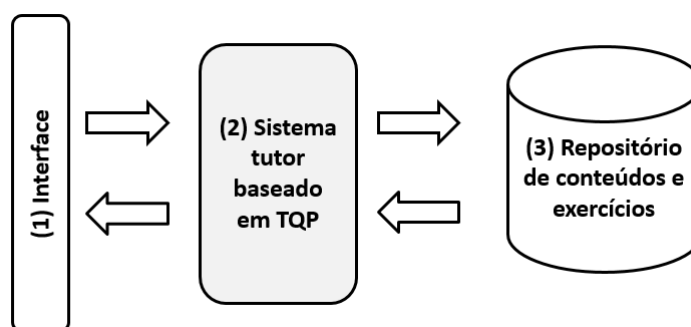 (1) Interface
(2) Sistema
tutor
baseado
em TQP
(3) Repositório
de conteúdos e
exercícios